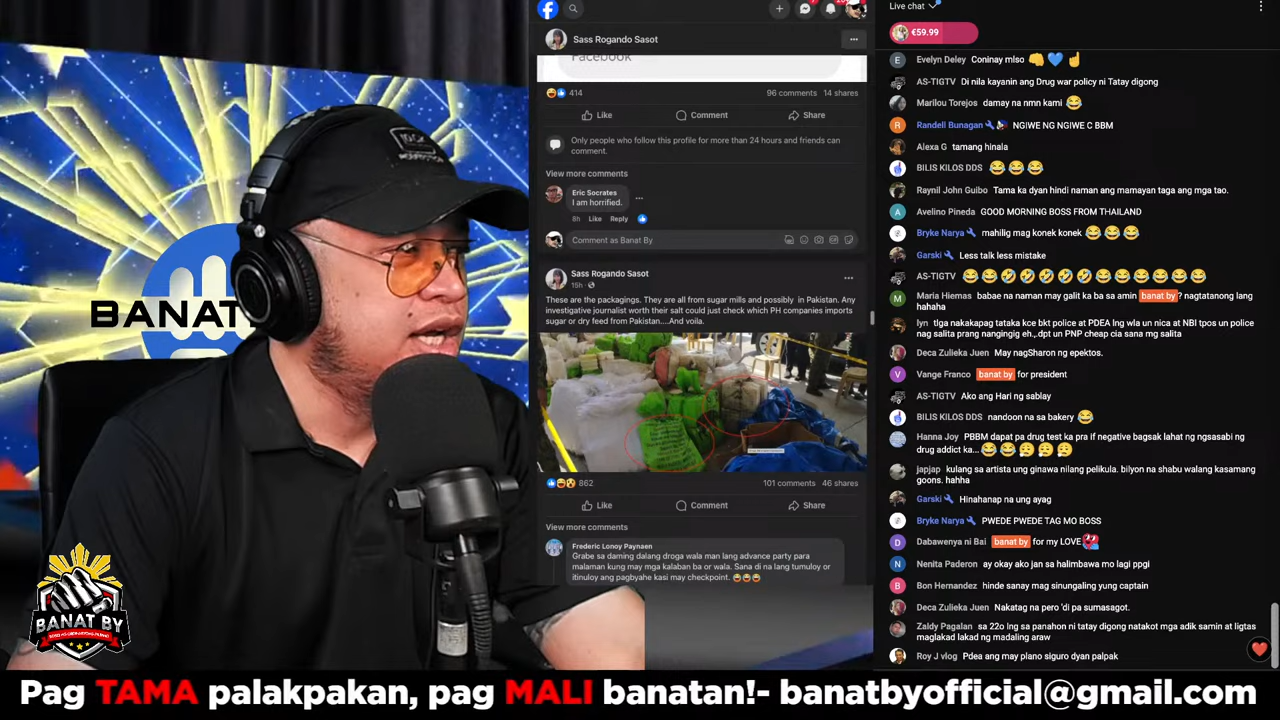 BANAT
BANAT BY
Sass Rogando Sasot
Facebook
414
96 comments 14 shares
Like Comment Share
Only people who follow this profile for more than 24 hours and friends can
comment.
View more comments
Eric Socrates
I am horrified.
8h Like Reply
Comment as Banat By
Sass Rogando Sasot
15h
These are the packagings. They are all from sugar mills and possibly in Pakistan. Any
investigative journalist worth their salt could just check which PH companies imports
sugar or dry feed from Pakistan....And voila.
862
101 comments 46 shares
Like Comment Share
View more comments
Frederic Lonoy Paynaen
Grabe sa daming dalang droga wala man lang advance party para
malaman kung may mga kalaban ba or wala. Sana di na lang tumuloy or
itinuloy ang pagbyahe kasi may checkpoint. 😂😂😂
Live chat
€59.99
Evelyn Deley Coninay mlso 👊💙☝
AS-TIGTV Di nila kayanin ang Drug war policy ni Tatay digong
Marilou Torejos damay na nmn kami 😂
Randell Bunagan NGIWE NG NGIWE C BBM
Alexa G tamang hinala
BILIS KILOS DDS 😂😂😂
Raynil John Guibo Tama ka dyan hindi naman ang mamayan taga ang mga tao.
Avelino Pineda GOOD MORNING BOSS FROM THAILAND
Bryke Narya mahilig mag konek konek 😂😂😂
Garski Less talk less mistake
AS-TIGTV 😂😂🤣🤣🤣🤣🤣😂😂😂😂😂😂
Maria Hiemas babae na naman may galit ka ba sa amin banat by ? nagtatanong lang
hahaha
lyn tlga nakakapag tataka kce bkt police at PDEA lng wla un nica at NBI tpos un police
nag salita prang nanginigig eh.,.dpt un PNP cheap cia sana mg salita
Deca Zulieka Juen May nagSharon ng epektos.
Vange Franco banat by for president
AS-TIGTV Ako ang Hari ng sablay
BILIS KILOS DDS nandoon na sa bakery 😂
Hanna Joy PBBM dapat pa drug test ka pra if negative bagsak lahat ng ngsasabi ng
drug addict ka... 😂😂😤😤😤
japjap kulang sa artista ung ginawa nilang pelikula. bilyon na shabu walang kasamang
goons. hahha
Garski Hinahanap na ung ayag
Bryke Narya PWEDE PWEDE TAG MO BOSS
Dabawenya ni Bai banat by for my LOVE 💞
Nenita Paderon ay okay ako jan sa halimbawa mo lagi ppgi
Bon Hernandez hinde sanay mag sinungaling yung captain
Deca Zulieka Juen Nakatag na pero 'di pa sumasagot.
Zaldy Pagalan sa 22o lng sa panahon ni tatay digong natakot mga adik samin at ligtas
maglakad lakad ng madaling araw
Roy J vlog Pdea ang may plano siguro dyan palpak
Pag TAMA palakpakan, pag MALI banatan!- banatbyofficial@gmail.com